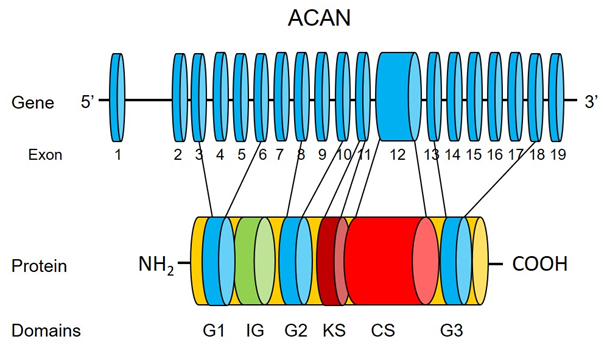 ACAN
Gene 5’ 3’
Exon 1 2 3 4 5 6 7 8 9 10 11 12 13 14 15 16 17 18 19
Protein NH2 COOH
Domains G1 IG G2 KS CS G3